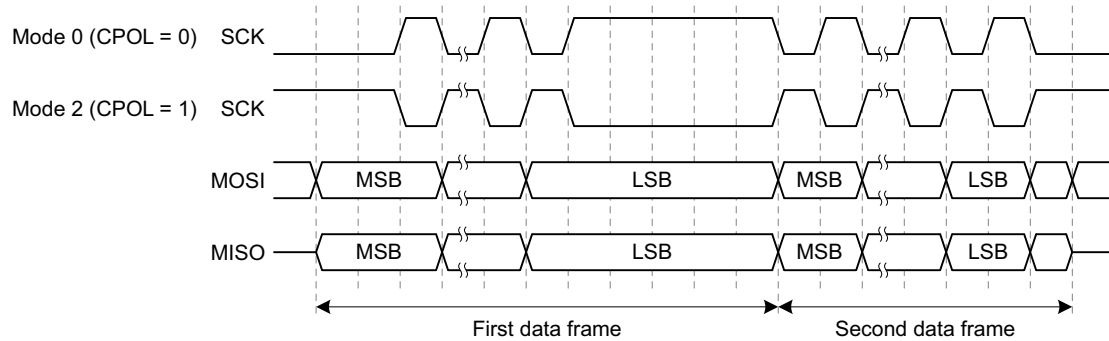 Mode 0 (CPOL = 0) SCK
Mode 2 (CPOL = 1) SCK
MOSI MSB LSB MSB LSB
MISO MSB LSB MSB LSB
First data frame Second data frame